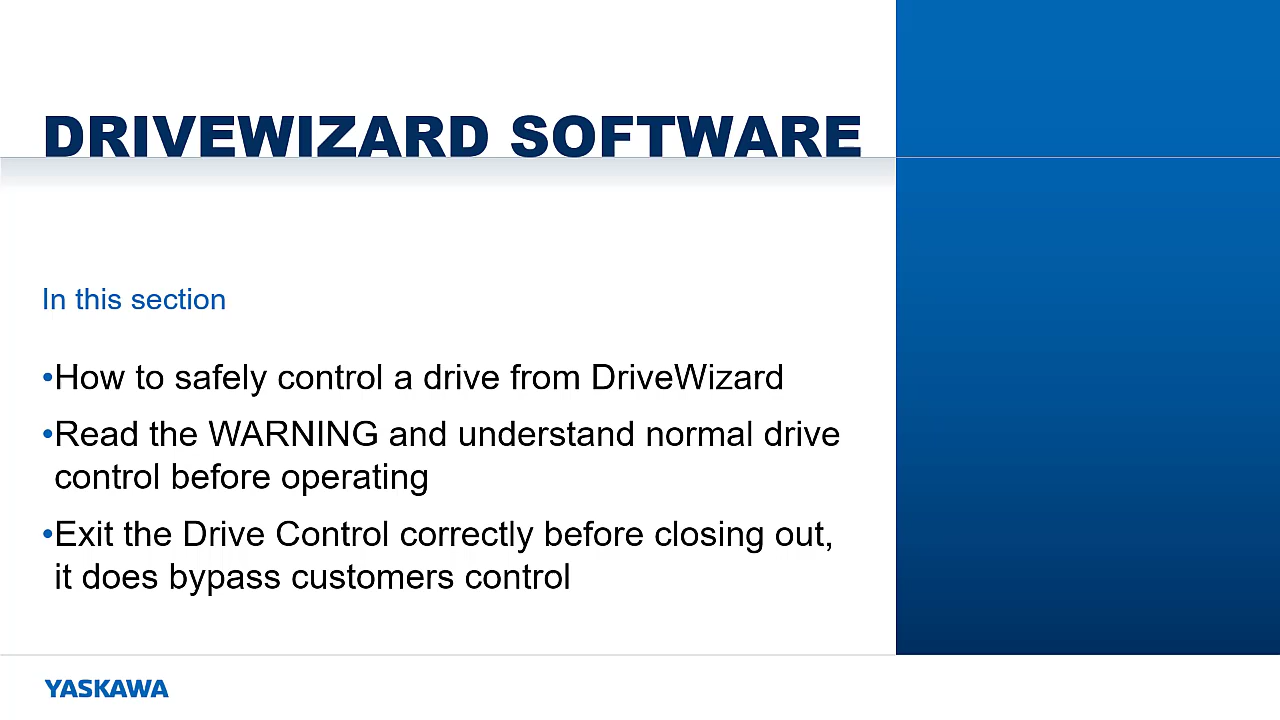 DRIVEWIZARD SOFTWARE
In this section
•How to safely control a drive from DriveWizard
•Read the WARNING and understand normal drive
control before operating
•Exit the Drive Control correctly before closing out,
it does bypass customers control
YASKAWA